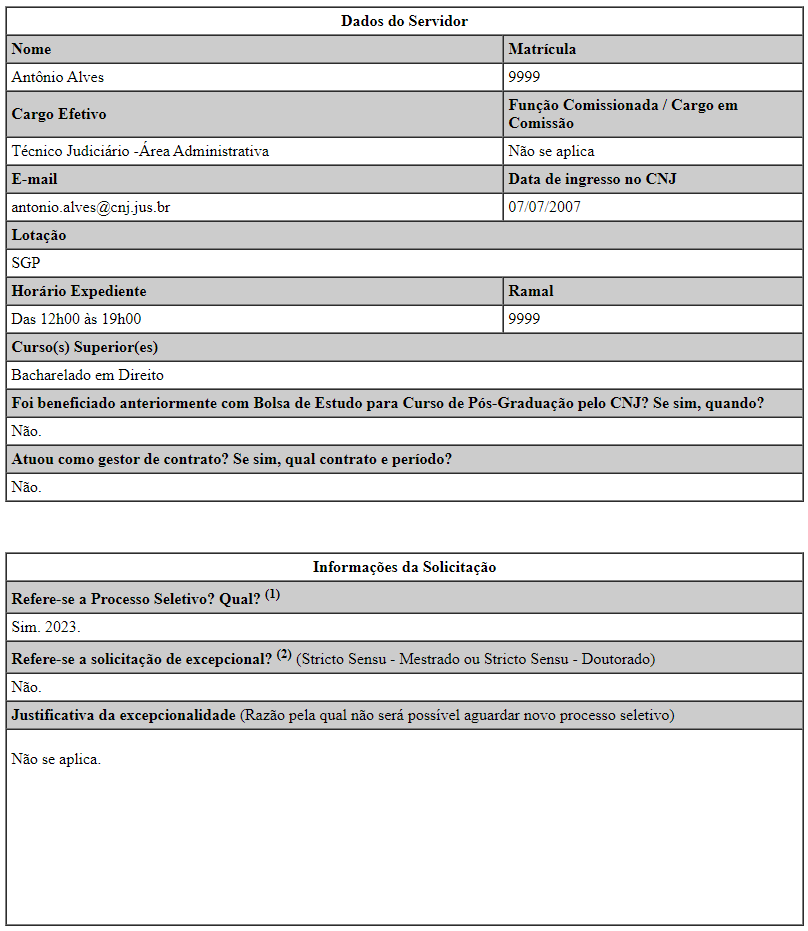 Dados do Servidor
Nome
Matrícula
Antônio Alves
9999
Cargo Efetivo
Função Comissionada / Cargo em
Comissão
Técnico Judiciário -Área Administrativa
Não se aplica
E-mail
Data de ingresso no CNJ
antonio.alves@cnj.jus.br
07/07/2007
Lotação
SGP
Horário Expediente
Ramal
Das 12h00 às 19h00
9999
Curso(s) Superior(es)
Bacharelado em Direito
Foi beneficiado anteriormente com Bolsa de Estudo para Curso de Pós-Graduação pelo CNJ? Se sim, quando?
Não.
Atuou como gestor de contrato? Se sim, qual contrato e período?
Não.
Informações da Solicitação
Refere-se a Processo Seletivo? Qual? (1)
Sim. 2023.
Refere-se a solicitação de excepcional? (2) (Stricto Sensu - Mestrado ou Stricto Sensu - Doutorado)
Não.
Justificativa da excepcionalidade (Razão pela qual não será possível aguardar novo processo seletivo)
Não se aplica.